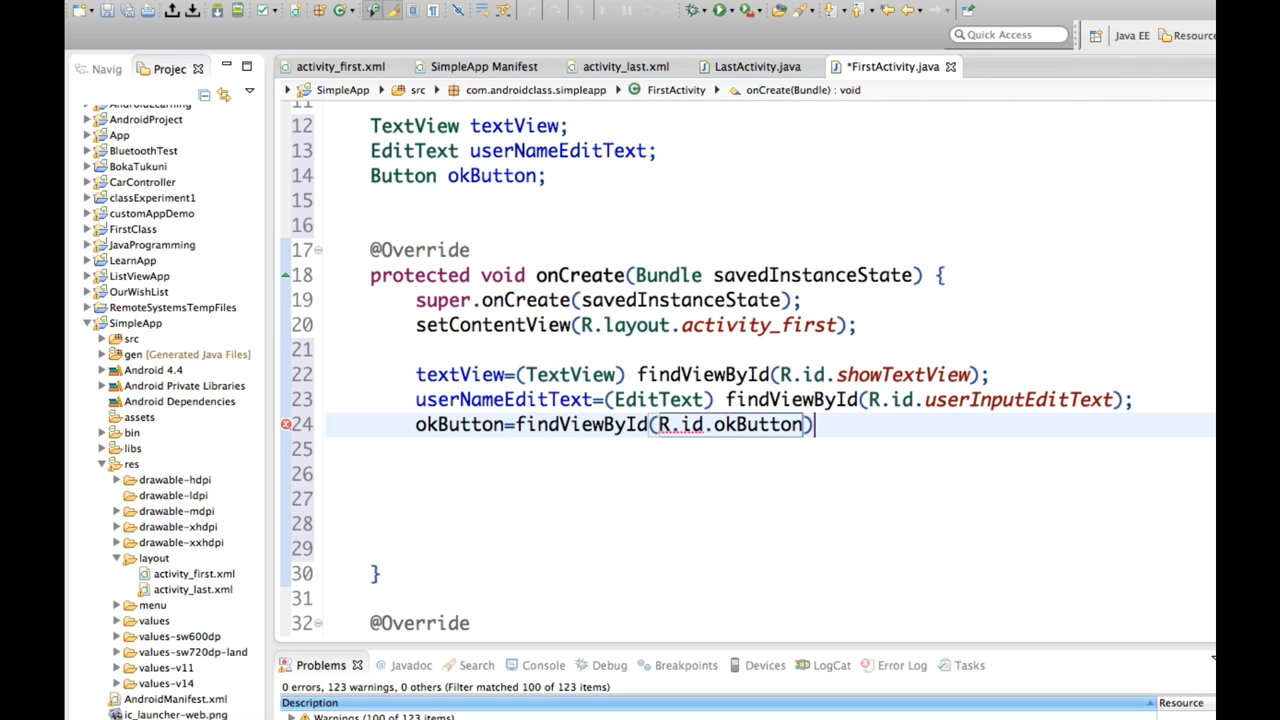 Quick Access
Java EE
Resource
Navig
Projec
activity_first.xml
SimpleApp Manifest
activity_last.xml
LastActivity.java
*FirstActivity.java
SimpleApp
src
com.androidclass.simpleapp
FirstActivity
onCreate(Bundle) : void
AndroidLearning
AndroidProject
App
BluetoothTest
BokaTukuni
CarController
classExperiment1
customAppDemo
FirstClass
JavaProgramming
LearnApp
ListViewApp
OurWishList
RemoteSystemsTempFiles
SimpleApp
src
gen [Generated Java Files]
Android 4.4
Android Private Libraries
Android Dependencies
assets
bin
libs
res
drawable-hdpi
drawable-ldpi
drawable-mdpi
drawable-xhdpi
drawable-xxhdpi
layout
activity_first.xml
activity_last.xml
menu
values
values-sw600dp
values-sw720dp-land
values-v11
values-v14
AndroidManifest.xml
ic_launcher-web.png
11
12 TextView textView;
13 EditText userNameEditText;
14 Button okButton;
15
16
17 @Override
18 protected void onCreate(Bundle savedInstanceState) {
19 super.onCreate(savedInstanceState);
20 setContentView(R.layout.activity_first);
21
22 textView=(TextView) findViewById(R.id.showTextView);
23 userNameEditText=(EditText) findViewById(R.id.userInputEditText);
24 okButton=findViewById(R.id.okButton)
25
26
27
28
29
30 }
31
32 @Override
Problems
Javadoc
Search
Console
Debug
Breakpoints
Devices
LogCat
Error Log
Tasks
0 errors, 123 warnings, 0 others (Filter matched 100 of 123 items)
Description
Resource
Warnings (100 of 123 items)